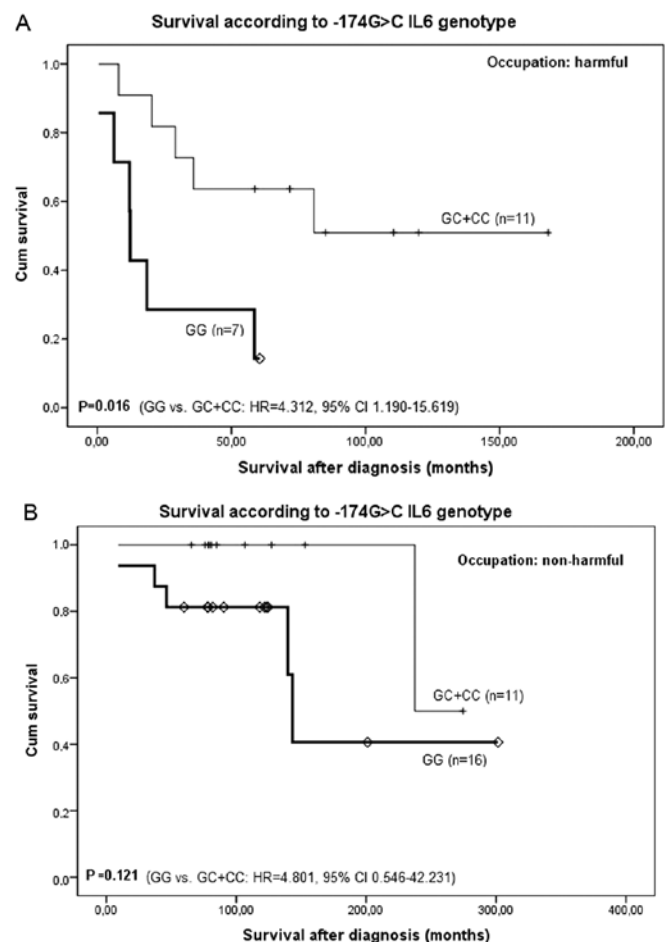 A
Survival according to -174G>C IL6 genotype
Occupation: harmful
1.0
0.8
0.6
0.4
0.2
0.0
Cum survival
GC+CC (n=11)
GG (n=7)
P=0.016 (GG vs. GC+CC: HR=4.312, 95% CI 1.190-15.619)
0,00 50,00 100,00 150,00 200,00
Survival after diagnosis (months)
B
Survival according to -174G>C IL6 genotype
Occupation: non-harmful
1.0
0.8
0.6
0.4
0.2
0.0
Cum survival
GC+CC (n=11)
GG (n=16)
P =0.121 (GG vs. GC+CC: HR=4.801, 95% CI 0.546-42.231)
0,00 100,00 200,00 300,00 400,00
Survival after diagnosis (months)